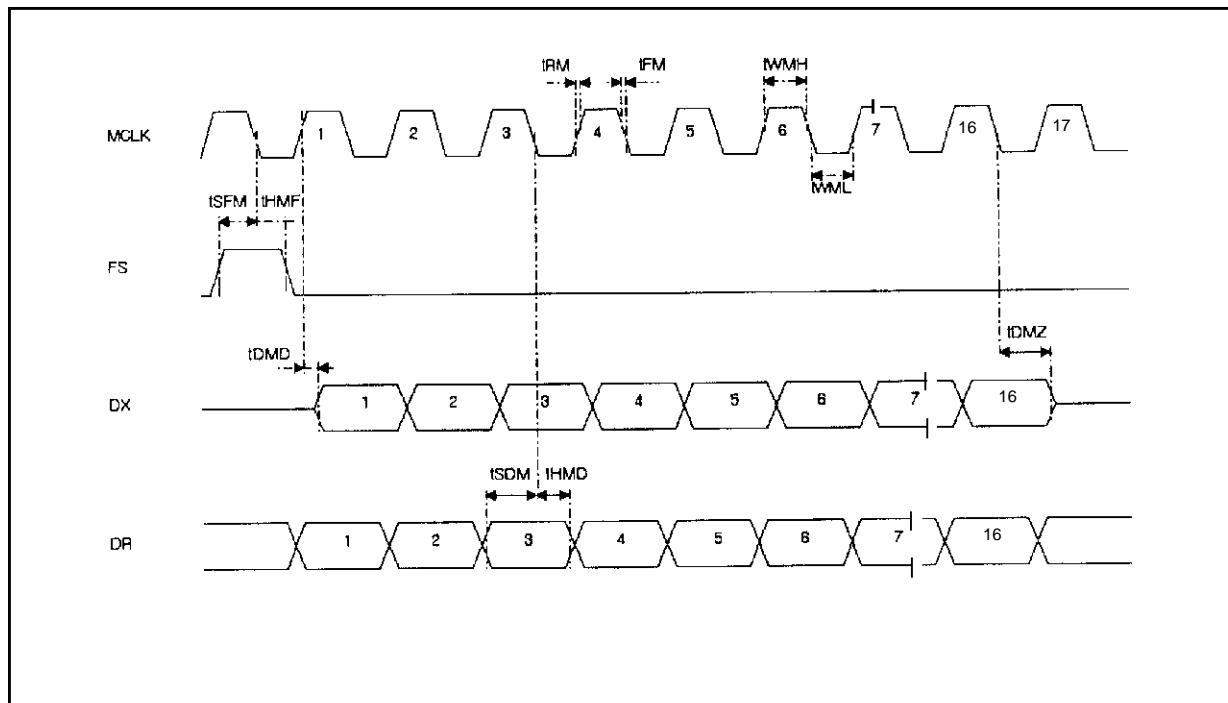 tRM tFM tWMH
MCLK 1 2 3 4 5 6 7 16 17
tWML
tSFM tHMF
FS
tDMD tDMZ
DX 1 2 3 4 5 6 7 16
tSDM tHMD
DR 1 2 3 4 5 6 7 16